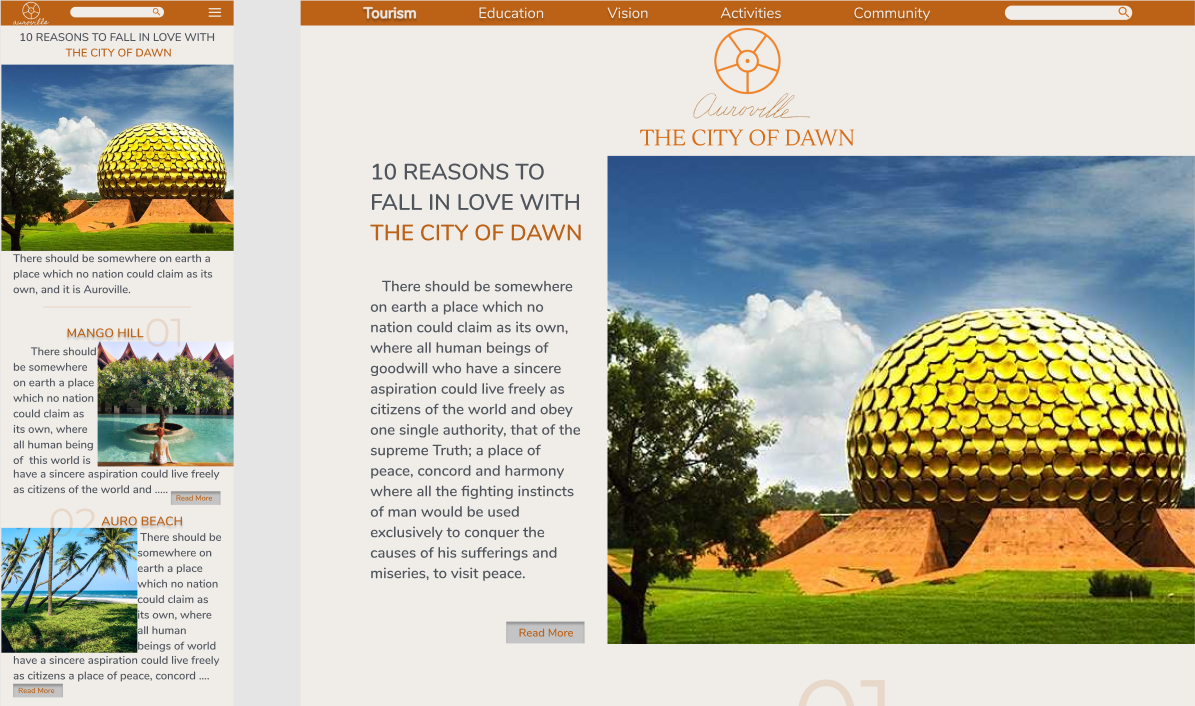 auroville
10 REASONS TO FALL IN LOVE WITH
THE CITY OF DAWN
There should be somewhere on earth a
place which no nation could claim as its
own, and it is Auroville.
01
MANGO HILL
There should
be somewhere
on earth a place
which no nation
could claim as
its own, where
all human being
of this world is
have a sincere aspiration could live freely
as citizens of the world and .....
Read More
02
AURO BEACH
There should be
somewhere on
earth a place
which no nation
could claim as
its own, where
all human
beings of world
have a sincere aspiration could live freely
as citizens a place of peace, concord ....
Read More
Tourism
Education
Vision
Activities
Community
Auroville
THE CITY OF DAWN
10 REASONS TO
FALL IN LOVE WITH
THE CITY OF DAWN
There should be somewhere
on earth a place which no
nation could claim as its own,
where all human beings of
goodwill who have a sincere
aspiration could live freely as
citizens of the world and obey
one single authority, that of the
supreme Truth; a place of
peace, concord and harmony
where all the fighting instincts
of man would be used
exclusively to conquer the
causes of his sufferings and
miseries, to visit peace.
Read More
01